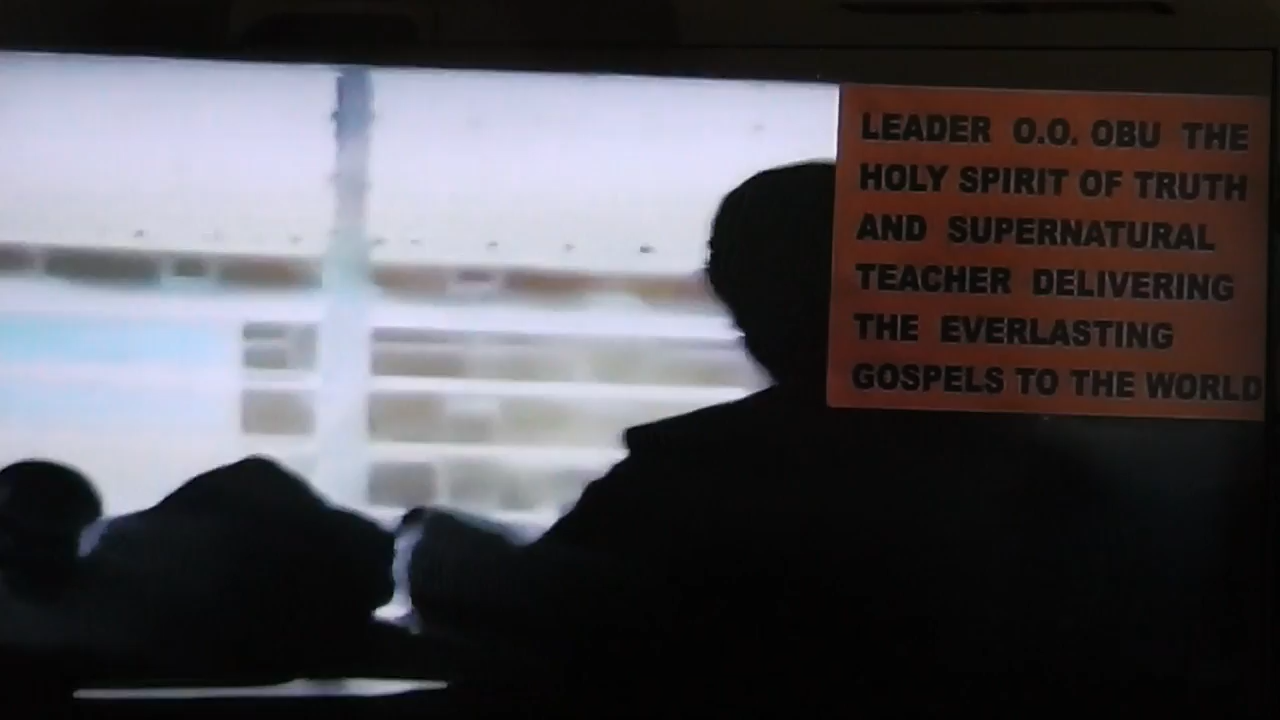 LEADER O.O. OBU THE
HOLY SPIRIT OF TRUTH
AND SUPERNATURAL
TEACHER DELIVERING
THE EVERLASTING
GOSPELS TO THE WORLD